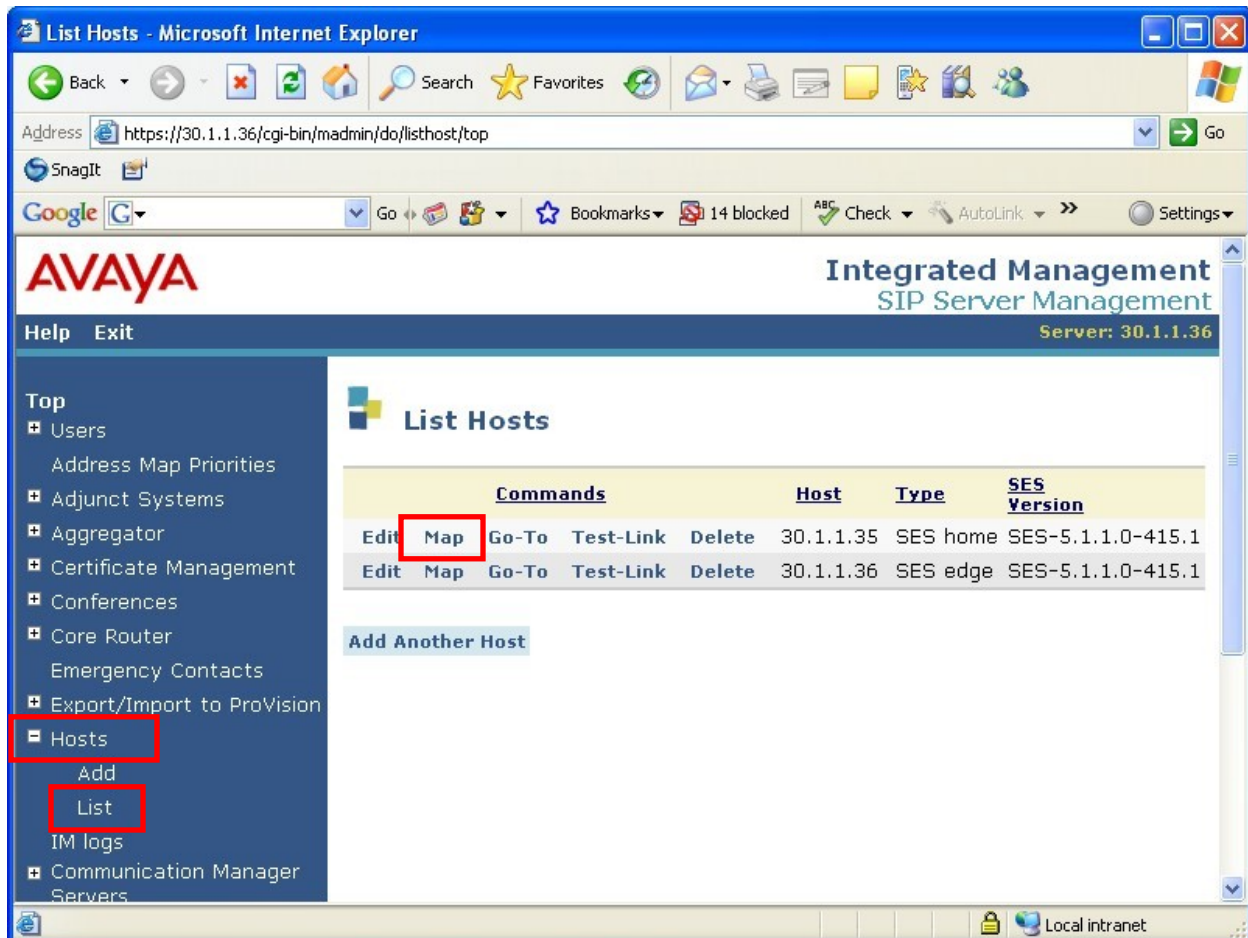 List Hosts - Microsoft Internet Explorer
Back Search Favorites
Address https://30.1.1.36/cgi-bin/madmin/do/listhost/top Go
SnagIt
Google G Go Bookmarks 14 blocked ABC Check AutoLink >> Settings
AVAYA
Integrated Management
SIP Server Management
Help Exit
Server: 30.1.1.36
Top
Users
Address Map Priorities
Adjunct Systems
Aggregator
Certificate Management
Conferences
Core Router
Emergency Contacts
Export/Import to ProVision
Hosts
Add
List
IM logs
Communication Manager
Servers
List Hosts
Commands Host Type SES Version
Edit Map Go-To Test-Link Delete 30.1.1.35 SES home SES-5.1.1.0-415.1
Edit Map Go-To Test-Link Delete 30.1.1.36 SES edge SES-5.1.1.0-415.1
Add Another Host
Local intranet